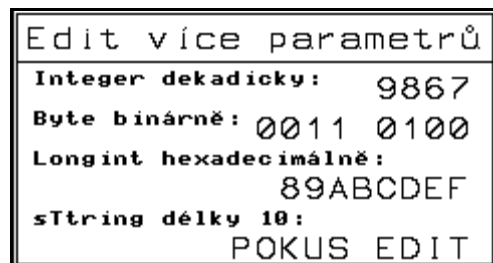 Edit více parametrů
Integer dekadicky: 9867
Byte binárně: 0011 0100
Longint hexadecimálně:
89ABCDEF
sTtring délky 10:
POKUS EDIT